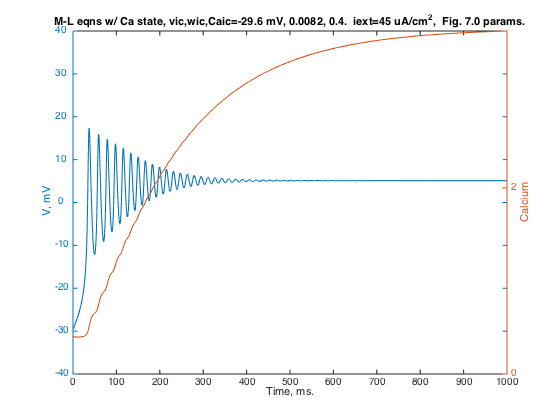 M-L eqns w/ Ca state, vic,wic,Caic=-29.6 mV, 0.0082, 0.4. iext=45 uA/cm², Fig. 7.0 params.
40
30
20
10
0
-10
-20
-30
-40
V, mV
2
0
Calcium
0 100 200 300 400 500 600 700 800 900 1000
Time, ms.